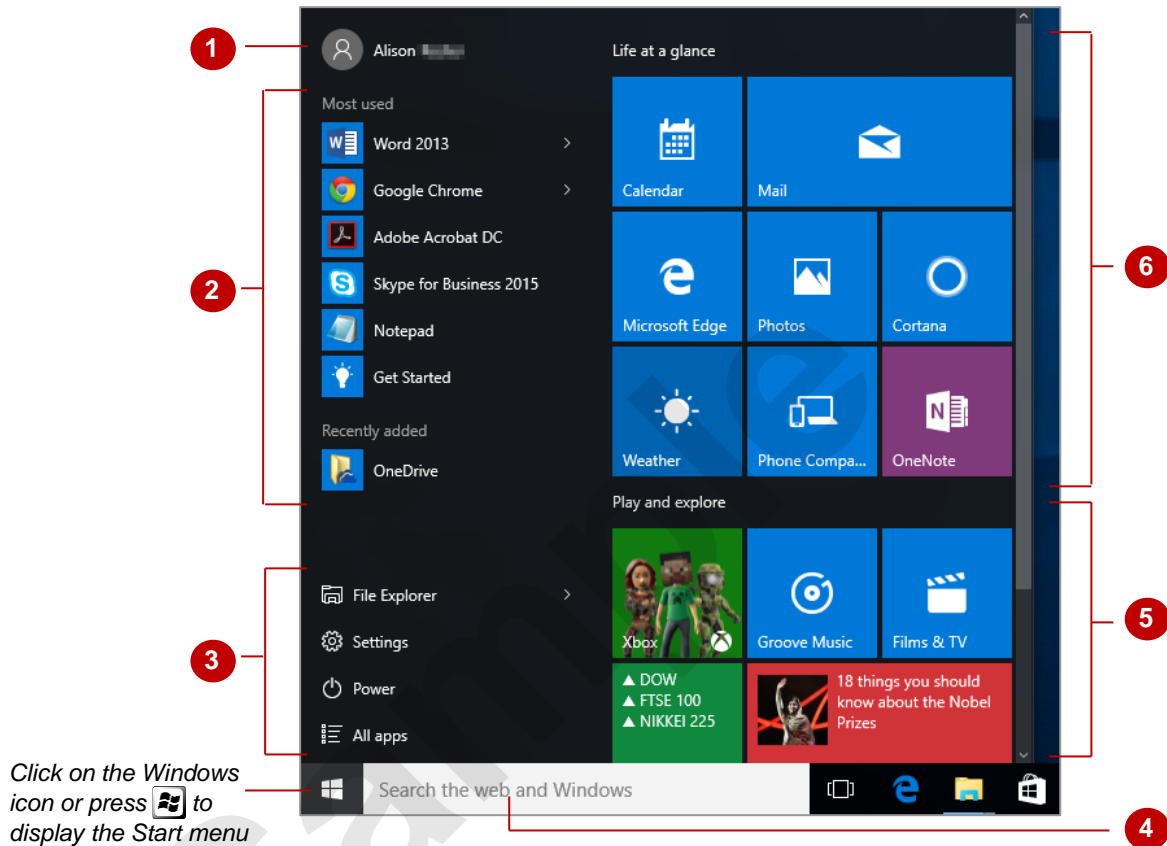 1
Alison
Life at a glance
Most used
Word 2013
Google Chrome
Adobe Acrobat DC
Skype for Business 2015
Notepad
Get Started
Recently added
OneDrive
2
Calendar
Mail
Microsoft Edge
Photos
Cortana
Weather
Phone Compa...
OneNote
N
6
Play and explore
Xbox
Groove Music
Films & TV
▲ DOW
▲ FTSE 100
▲ NIKKEI 225
18 things you should
know about the Nobel
Prizes
5
File Explorer
Settings
Power
All apps
3
Click on the Windows
icon or press to
display the Start menu
Search the web and Windows
4
Sample